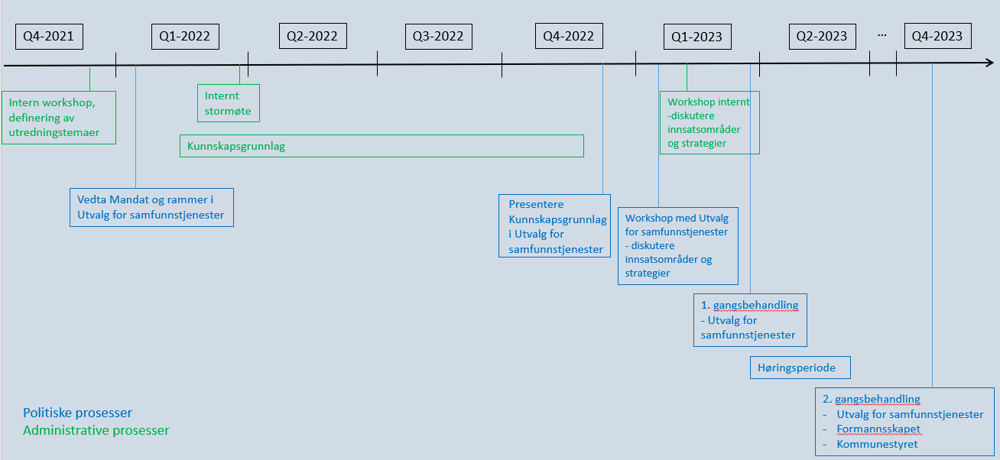 Q4-2021
Q1-2022
Q2-2022
Q3-2022
Q4-2022
Q1-2023
Q2-2023
...
Q4-2023
Intern workshop,
definering av
utredningstemaer
Internt
stormøte
Workshop internt
-diskutere
innsatsområder
og strategier
Kunnskapsgrunnlag
Vedta Mandat og rammer i
Utvalg for samfunnstjenester
Presentere
Kunnskapsgrunnlag
i Utvalg for
samfunnstjenester
Workshop med Utvalg
for samfunnstjenester
- diskutere
innsatsområder og
strategier
1. gangsbehandling
- Utvalg for
samfunnstjenester
Høringsperiode
2. gangsbehandling
- Utvalg for samfunnstjenester
- Formannsskapet
- Kommunestyret
Politiske prosesser
Administrative prosesser